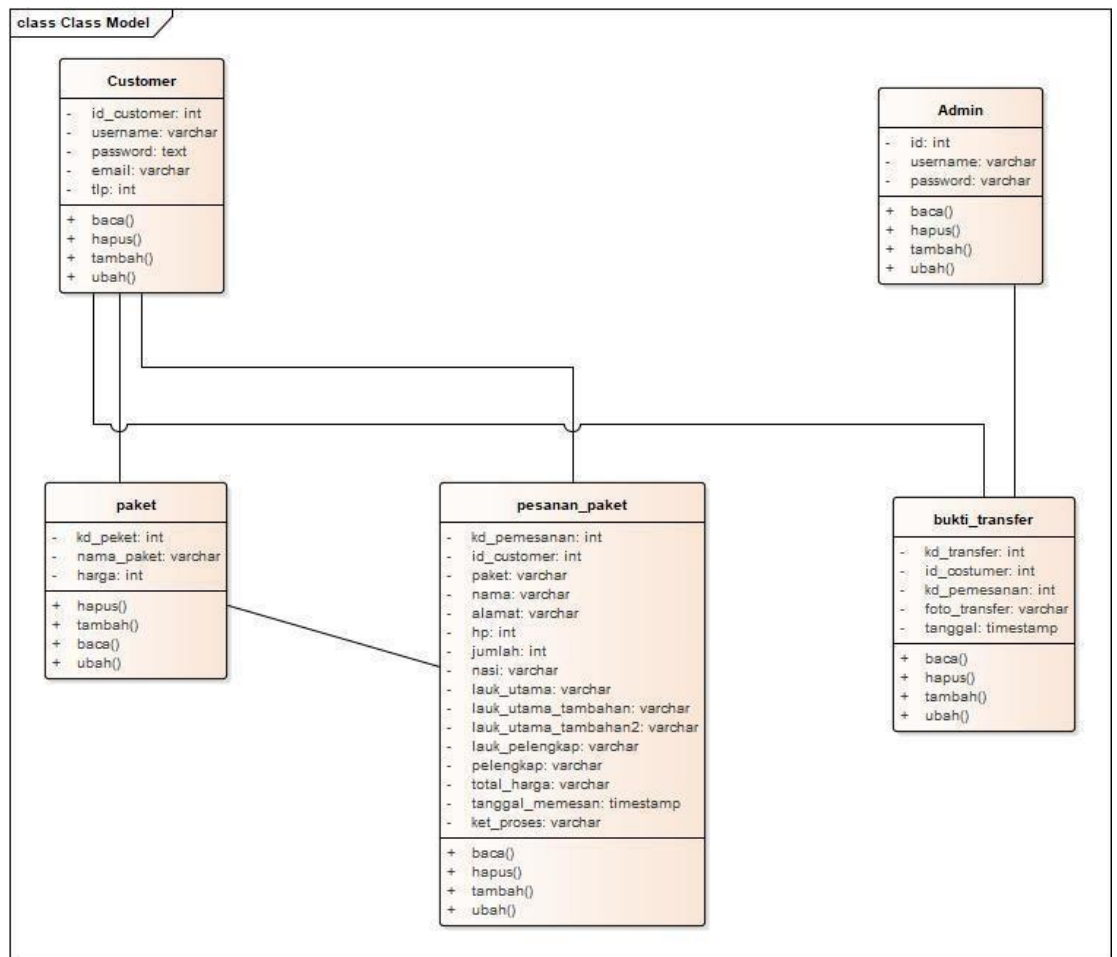 class Class Model
Customer
- id_customer: int
- username: varchar
- password: text
- email: varchar
- tlp: int
+ baca()
+ hapus()
+ tambah()
+ ubah()
Admin
- id: int
- username: varchar
- password: varchar
+ baca()
+ hapus()
+ tambah()
+ ubah()
paket
- kd_peket: int
- nama_paket: varchar
- harga: int
+ hapus()
+ tambah()
+ baca()
+ ubah()
pesanan_paket
- kd_pemesanan: int
- id_customer: int
- paket: varchar
- nama: varchar
- alamat: varchar
- hp: int
- jumlah: int
- nasi: varchar
- lauk_utama: varchar
- lauk_utama_tambahan: varchar
- lauk_utama_tambahan2: varchar
- lauk_pelengkap: varchar
- pelengkap: varchar
- total_harga: varchar
- tanggal_memesan: timestamp
- ket_proses: varchar
+ baca()
+ hapus()
+ tambah()
+ ubah()
bukti_transfer
- kd_transfer: int
- id_costumer: int
- kd_pemesanan: int
- foto_transfer: varchar
- tanggal: timestamp
+ baca()
+ hapus()
+ tambah()
+ ubah()